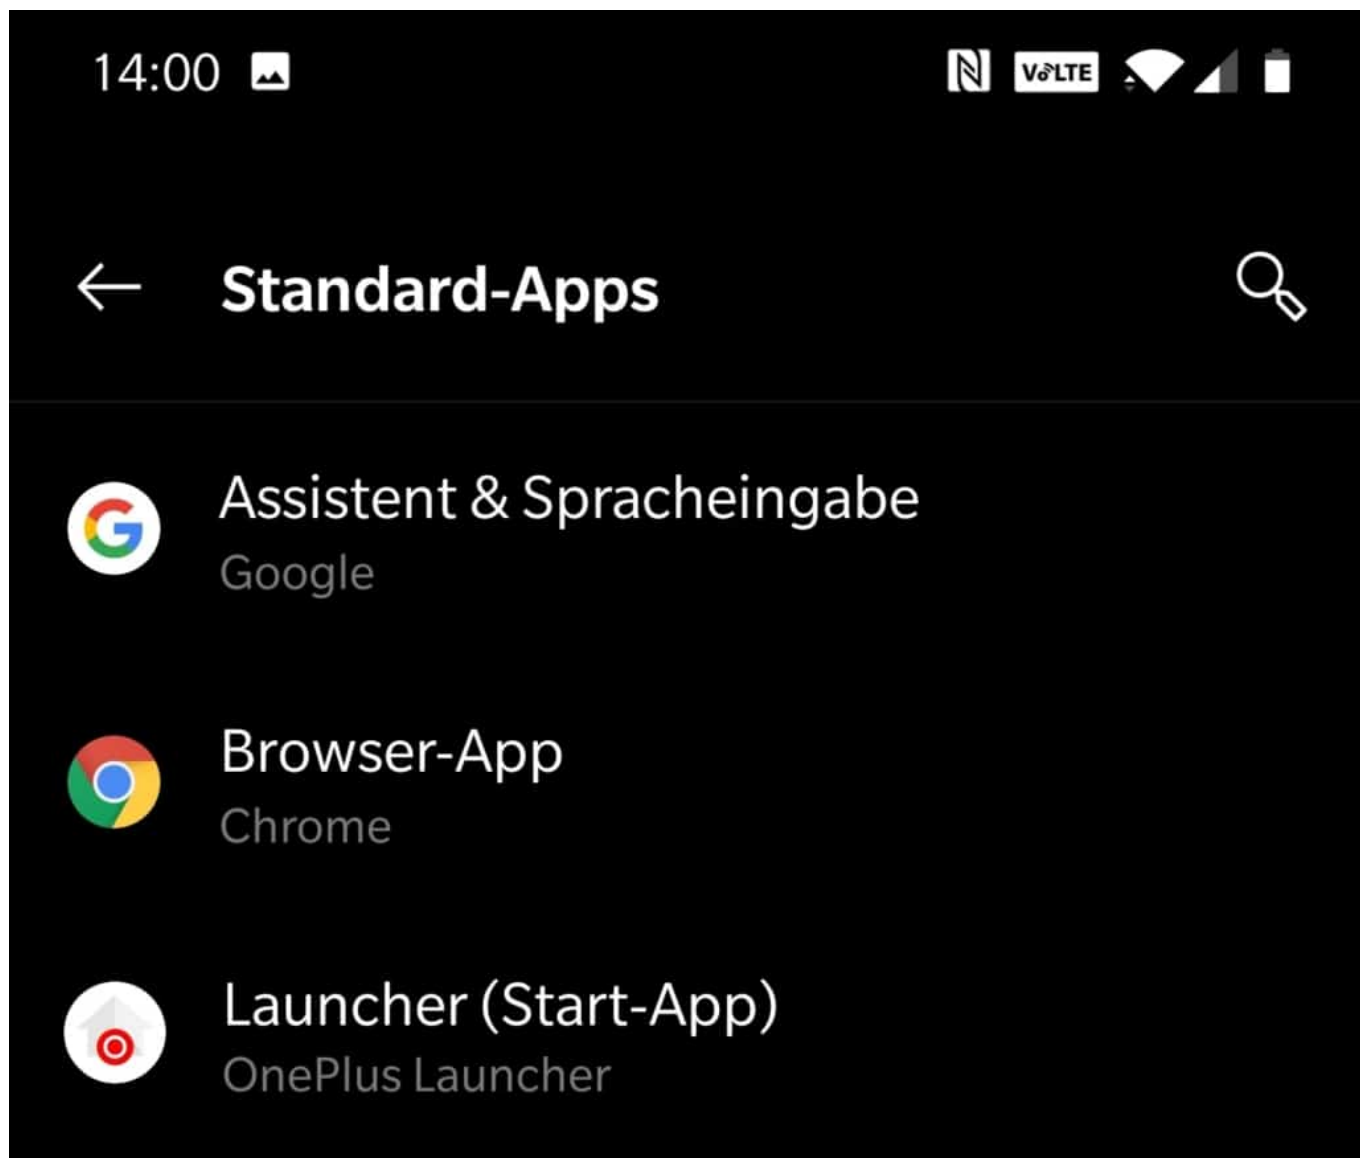 14:00 VoLTE
Standard-Apps
Assistent & Spracheingabe
Google
Browser-App
Chrome
Launcher (Start-App)
OnePlus Launcher